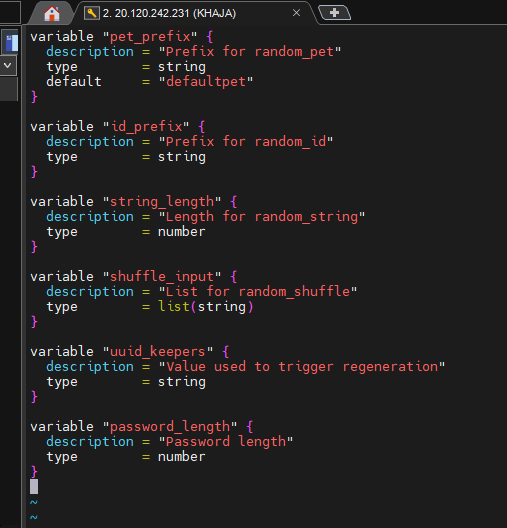 2. 20.120.242.231 (KHAJA)
variable "pet_prefix" {
  description = "Prefix for random_pet"
  type        = string
  default     = "defaultpet"
}

variable "id_prefix" {
  description = "Prefix for random_id"
  type        = string
}

variable "string_length" {
  description = "Length for random_string"
  type        = number
}

variable "shuffle_input" {
  description = "List for random_shuffle"
  type        = list(string)
}

variable "uuid_keepers" {
  description = "Value used to trigger regeneration"
  type        = string
}

variable "password_length" {
  description = "Password length"
  type        = number
}

~
~